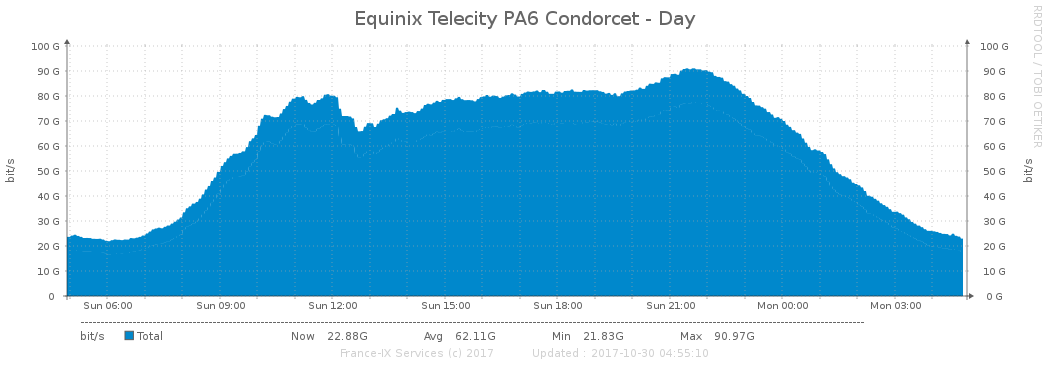 Equinix Telecity PA6 Condorcet - Day
RRDTOOL / TOBI OETIKER
100 G 100 G
90 G 90 G
80 G 80 G
70 G 70 G
60 G 60 G
50 G 50 G
40 G 40 G
30 G 30 G
20 G 20 G
10 G 10 G
0 0 G
bit/s bit/s
Sun 06:00 Sun 09:00 Sun 12:00 Sun 15:00 Sun 18:00 Sun 21:00 Mon 00:00 Mon 03:00
bit/s Total Now 22.88G Avg 62.11G Min 21.83G Max 90.97G
France-IX Services (c) 2017 Updated : 2017-10-30 04:55:10